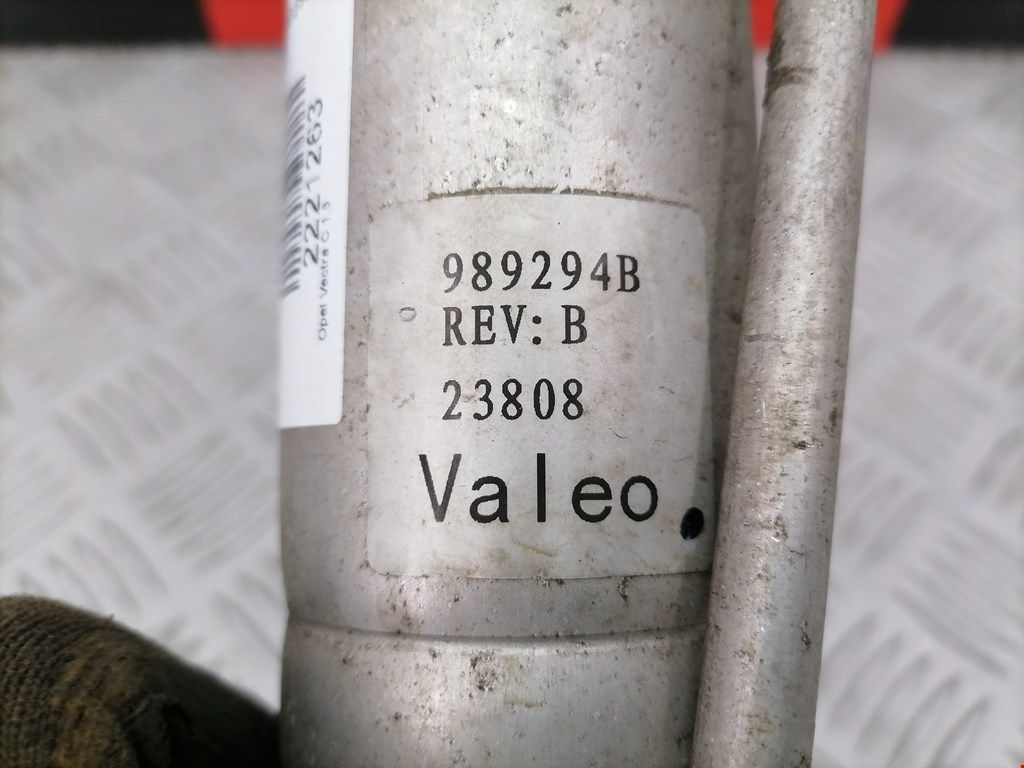 2221263
Opel Vectra C 1 3
989294B
REV: B
23808
Valeo